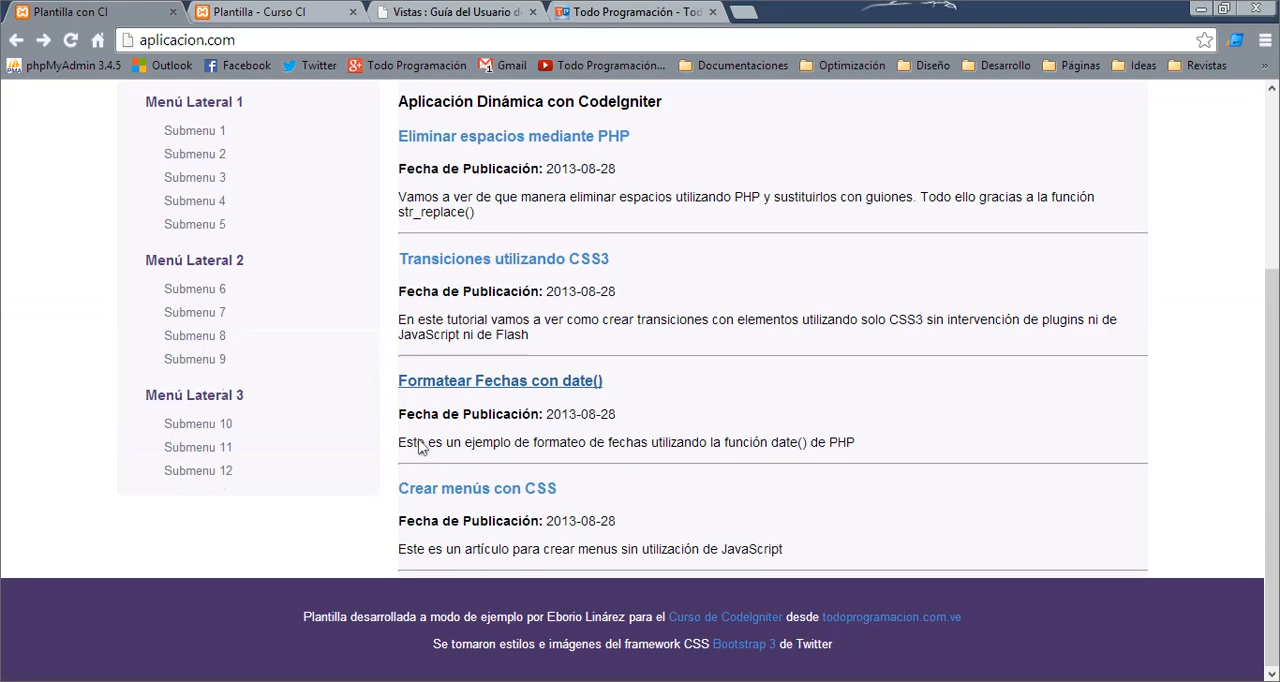 Plantilla con CI
Plantilla - Curso CI
Vistas : Guía del Usuario de
Todo Programación - Tod
aplicacion.com
phpMyAdmin 3.4.5 Outlook Facebook Twitter Todo Programación Gmail Todo Programación... Documentaciones Optimización Diseño Desarrollo Páginas Ideas Revistas »
Menú Lateral 1
Submenu 1
Submenu 2
Submenu 3
Submenu 4
Submenu 5
Menú Lateral 2
Submenu 6
Submenu 7
Submenu 8
Submenu 9
Menú Lateral 3
Submenu 10
Submenu 11
Submenu 12
Aplicación Dinámica con CodeIgniter
Eliminar espacios mediante PHP
Fecha de Publicación: 2013-08-28
Vamos a ver de que manera eliminar espacios utilizando PHP y sustituirlos con guiones. Todo ello gracias a la función
str_replace()
Transiciones utilizando CSS3
Fecha de Publicación: 2013-08-28
En este tutorial vamos a ver como crear transiciones con elementos utilizando solo CSS3 sin intervención de plugins ni de
JavaScript ni de Flash
Formatear Fechas con date()
Fecha de Publicación: 2013-08-28
Este es un ejemplo de formateo de fechas utilizando la función date() de PHP
Crear menús con CSS
Fecha de Publicación: 2013-08-28
Este es un artículo para crear menus sin utilización de JavaScript
Plantilla desarrollada a modo de ejemplo por Eborio Linárez para el Curso de CodeIgniter desde todoprogramacion.com.ve
Se tomaron estilos e imágenes del framework CSS Bootstrap 3 de Twitter